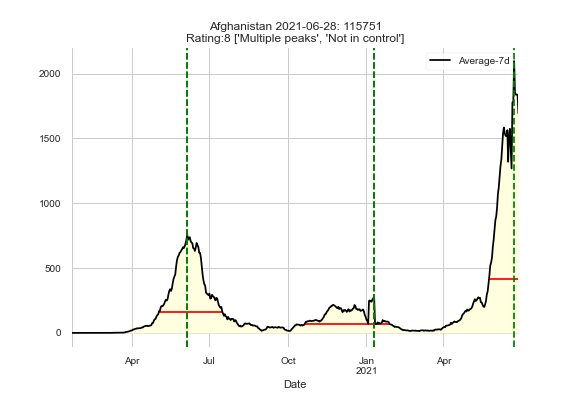 Afghanistan 2021-06-28: 115751
Rating:8 ['Multiple peaks', 'Not in control']
Average-7d
2000
1500
1000
500
0
Apr
Jul
Oct
Jan
2021
Apr
Date